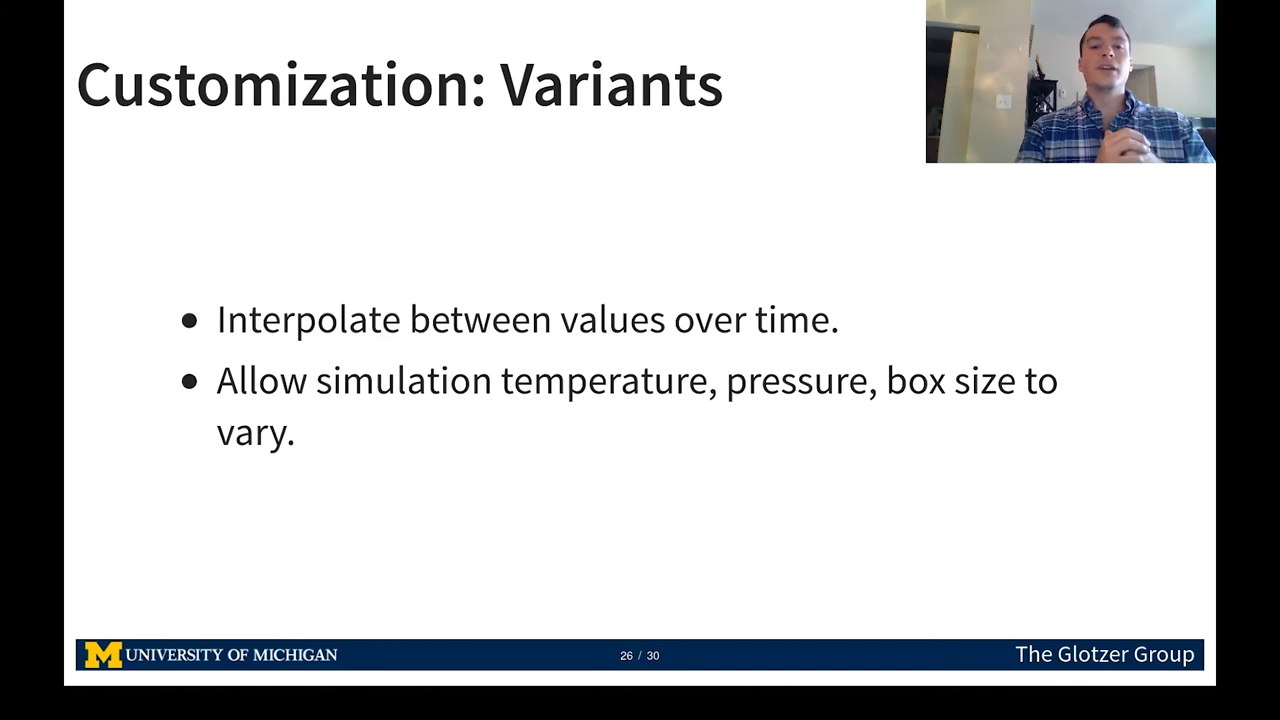 Customization: Variants
Interpolate between values over time.
Allow simulation temperature, pressure, box size to
vary.
M UNIVERSITY OF MICHIGAN
26 / 30
The Glotzer Group